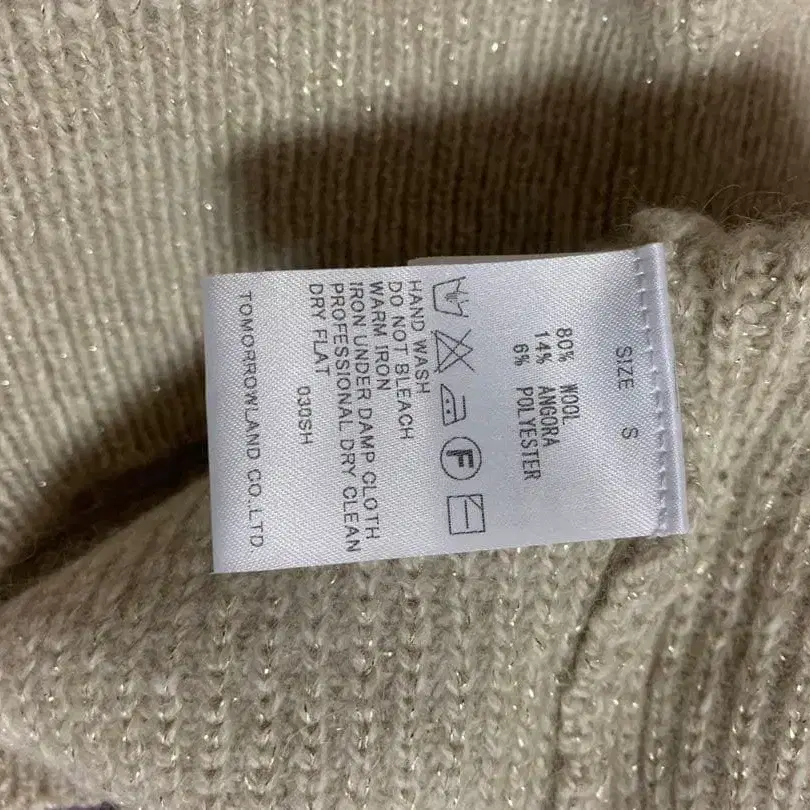 SIZE S
80% WOOL
14% ANGORA
6% POLYESTER
F
HAND WASH
DO NOT BLEACH
WARM IRON
IRON UNDER DAMP CLOTH
PROFESSIONAL DRY CLEAN
DRY FLAT
030SH
TOMORROWLAND CO.,LTD